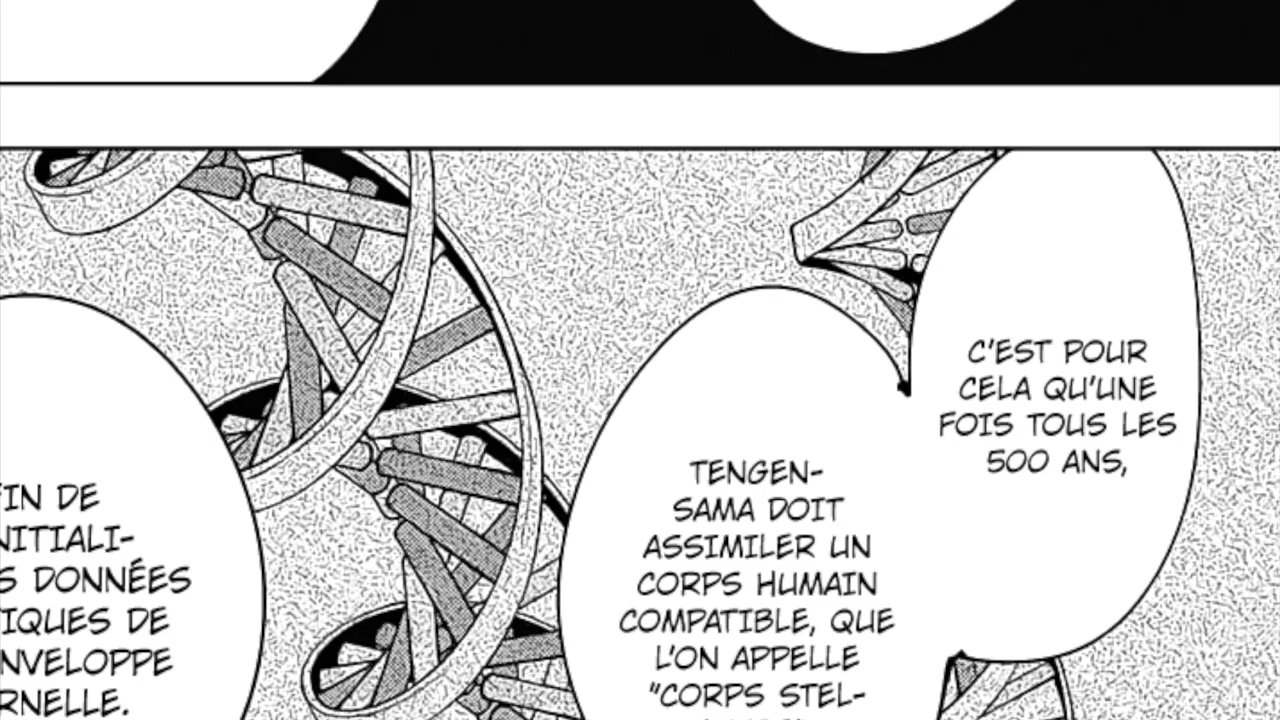 C'EST POUR
CELA QU'UNE
FOIS TOUS LES
500 ANS,
TENGEN-
SAMA DOIT
ASSIMILER UN
CORPS HUMAIN
COMPATIBLE, QUE
L'ON APPELLE
"CORPS STEL-
FIN DE
NITIALI-
S DONNÉES
IQUES DE
NVELOPPE
RNELLE.